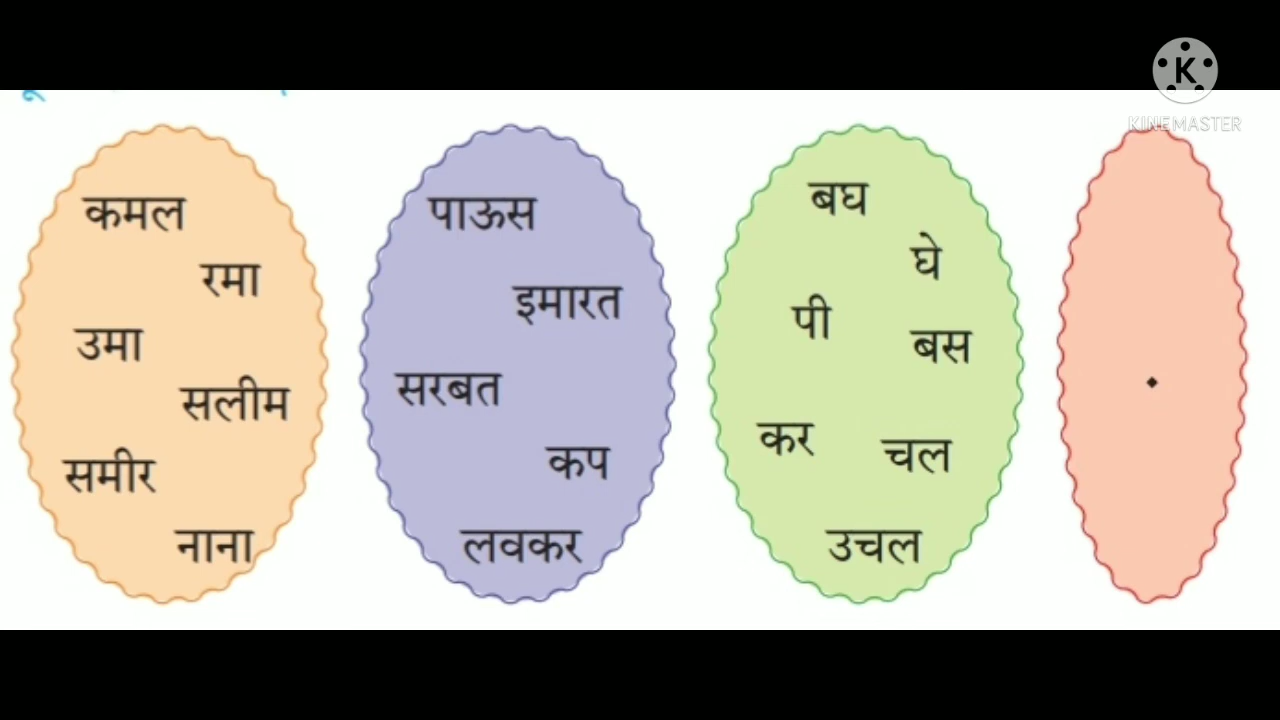 K
KINEMASTER
कमल
रमा
उमा
सलीम
समीर
नाना
पाऊस
इमारत
सरबत
कप
लवकर
बघ
घे
पी
बस
कर
चल
उचल